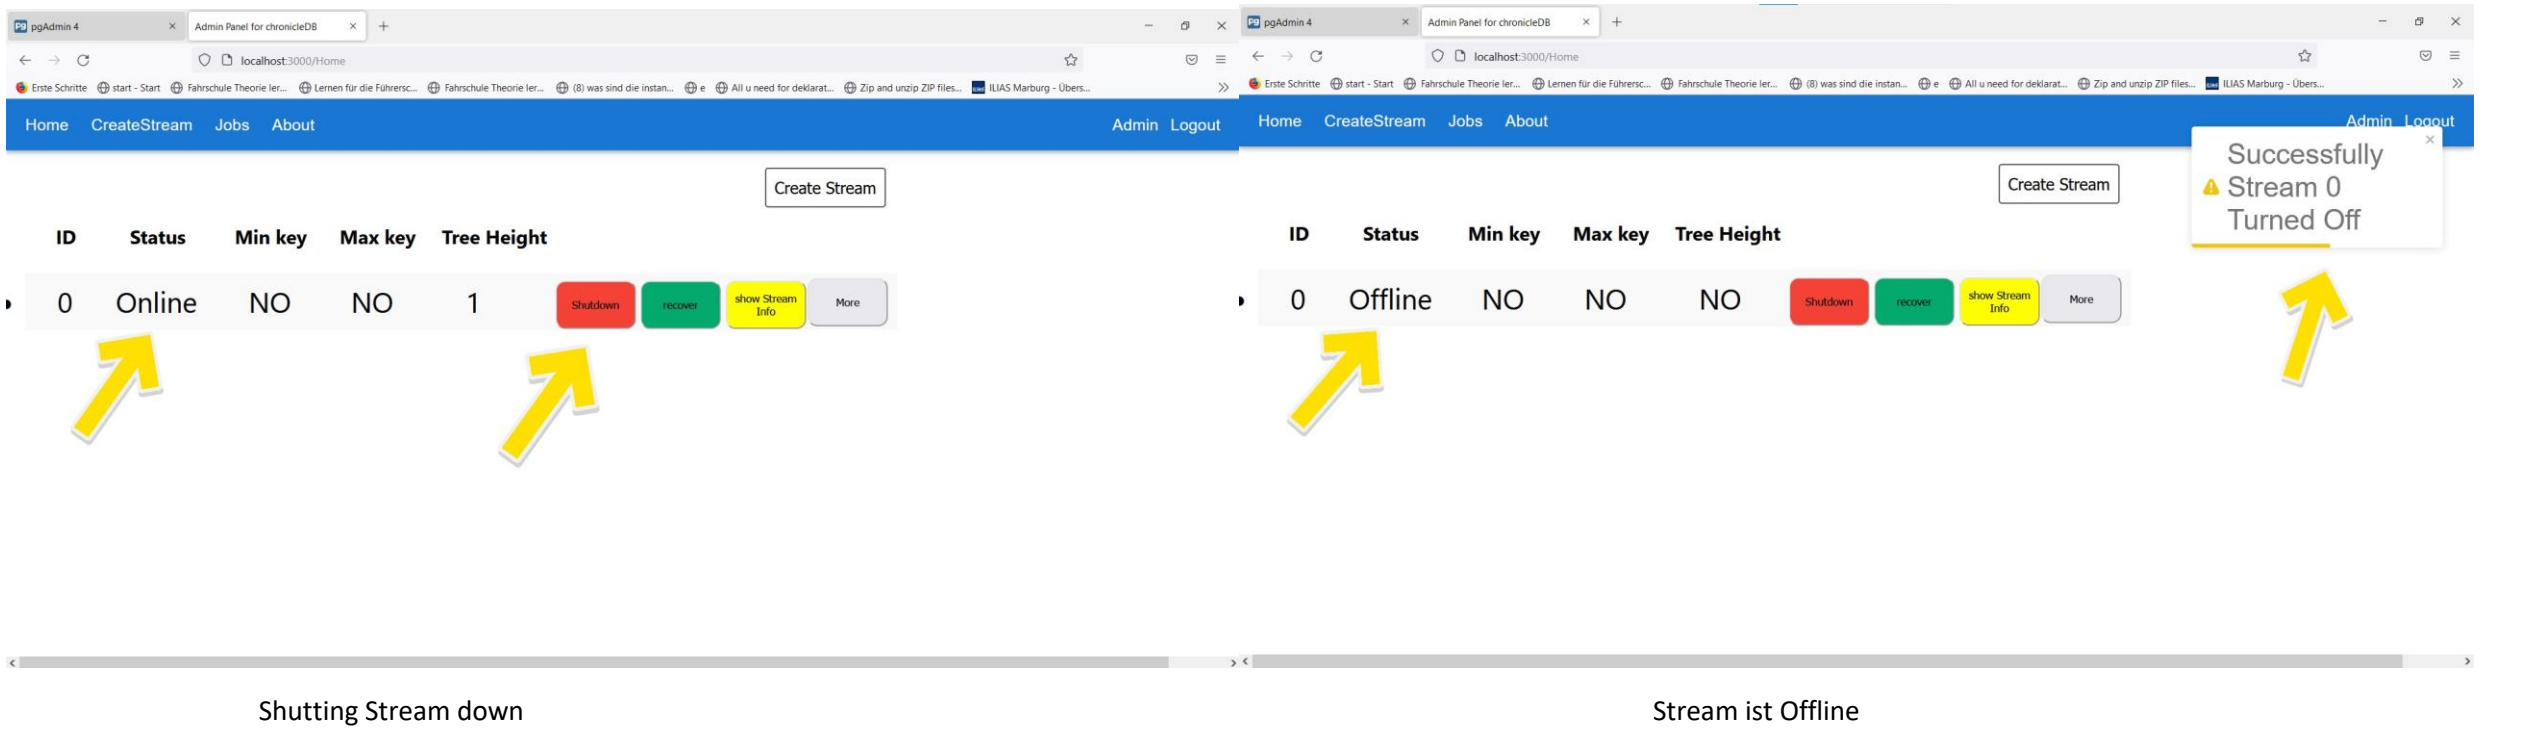 pgAdmin 4
Admin Panel for chronicleDB
localhost:3000/Home
Erste Schritte start - Start Fahrschule Theorie ler... Lernen für die Führersc... Fahrschule Theorie ler... (8) was sind die instan... e All u need for deklarat... Zip and unzip ZIP files... ILIAS Marburg - Übers...
Home CreateStream Jobs About Admin Logout
Create Stream
ID Status Min key Max key Tree Height
0 Online NO NO 1 Shutdown recover show Stream Info More
Shutting Stream down
pgAdmin 4
Admin Panel for chronicleDB
localhost:3000/Home
Erste Schritte start - Start Fahrschule Theorie ler... Lernen für die Führersc... Fahrschule Theorie ler... (8) was sind die instan... e All u need for deklarat... Zip and unzip ZIP files... ILIAS Marburg - Übers...
Home CreateStream Jobs About Admin Logout
Successfully
Stream 0
Turned Off
Create Stream
ID Status Min key Max key Tree Height
0 Offline NO NO NO Shutdown recover show Stream Info More
Stream ist Offline